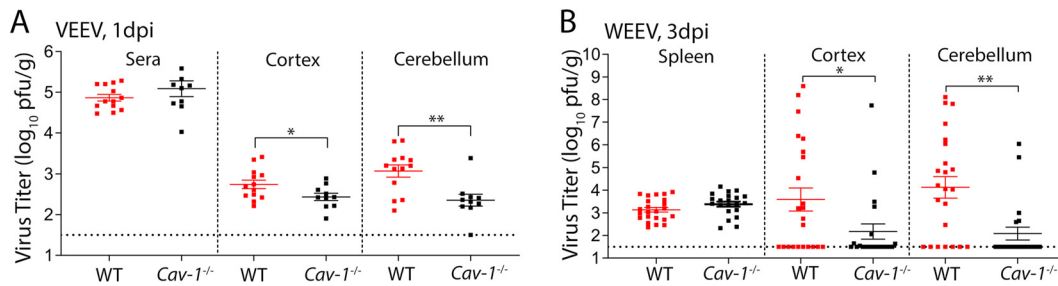 A
VEEV, 1dpi
Virus Titer (log10 pfu/g)
6
5
4
3
2
1
Sera
Cortex
Cerebellum
*
**
WT
Cav-1-/-
WT
Cav-1-/-
WT
Cav-1-/-
B
WEEV, 3dpi
Virus Titer (log10 pfu/g)
10
9
8
7
6
5
4
3
2
1
Spleen
Cortex
Cerebellum
*
**
WT
Cav-1-/-
WT
Cav-1-/-
WT
Cav-1-/-